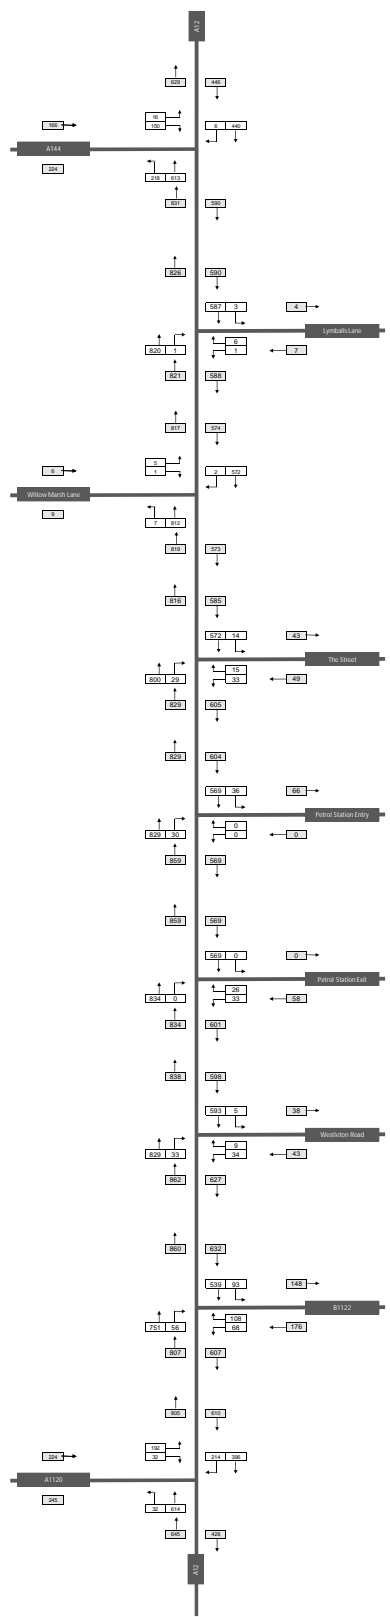 A12
629 446
16
166 150 6 440
A144
224
218 613
831 590
826 590
587 3 4
Lymballs Lane
6
820 1 1 7
821 588
817 574
5
6 1 2 572
Willow Marsh Lane
9
7 812
819 573
816 585
572 14 43
The Street
15
800 29 33 49
829 605
829 604
569 36 66
Petrol Station Entry
0
829 30 0 0
859 569
859 569
569 0 0
Petrol Station Exit
26
834 0 33 58
834 601
838 598
593 5 38
Westleton Road
9
829 33 34 43
862 627
860 632
539 93 148
B1122
108
751 56 68 176
807 607
805 610
192
224 32 214 396
A1120
245
32 614
645 428
A12